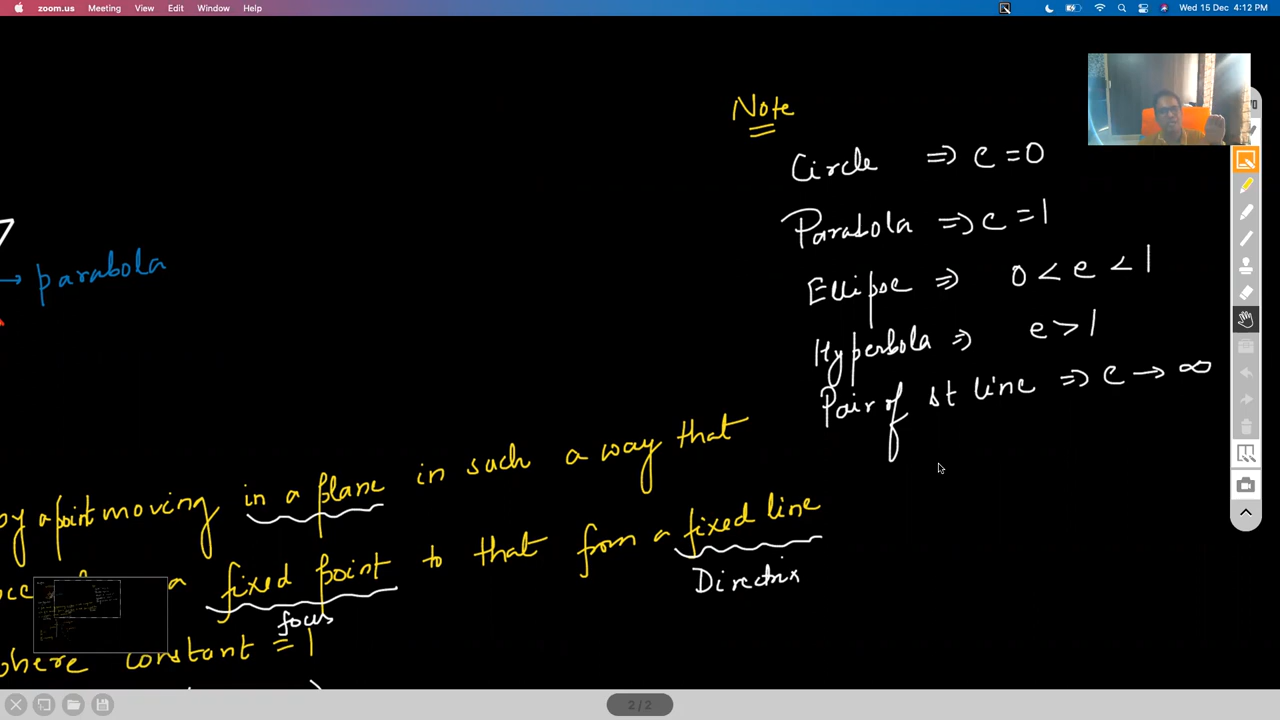 zoom.us Meeting View Edit Window Help Wed 15 Dec 4:12 PM
Note
Circle ⇒ e = 0
Parabola ⇒ e = 1
Ellipse ⇒ 0 < e < 1
→ parabola
Hyperbola ⇒ e > 1
Pair of st line ⇒ e → ∞
by a point moving in a plane in such a way that
a fixed point to that from a fixed line
focus
Directrix
where constant = 1
2 / 2